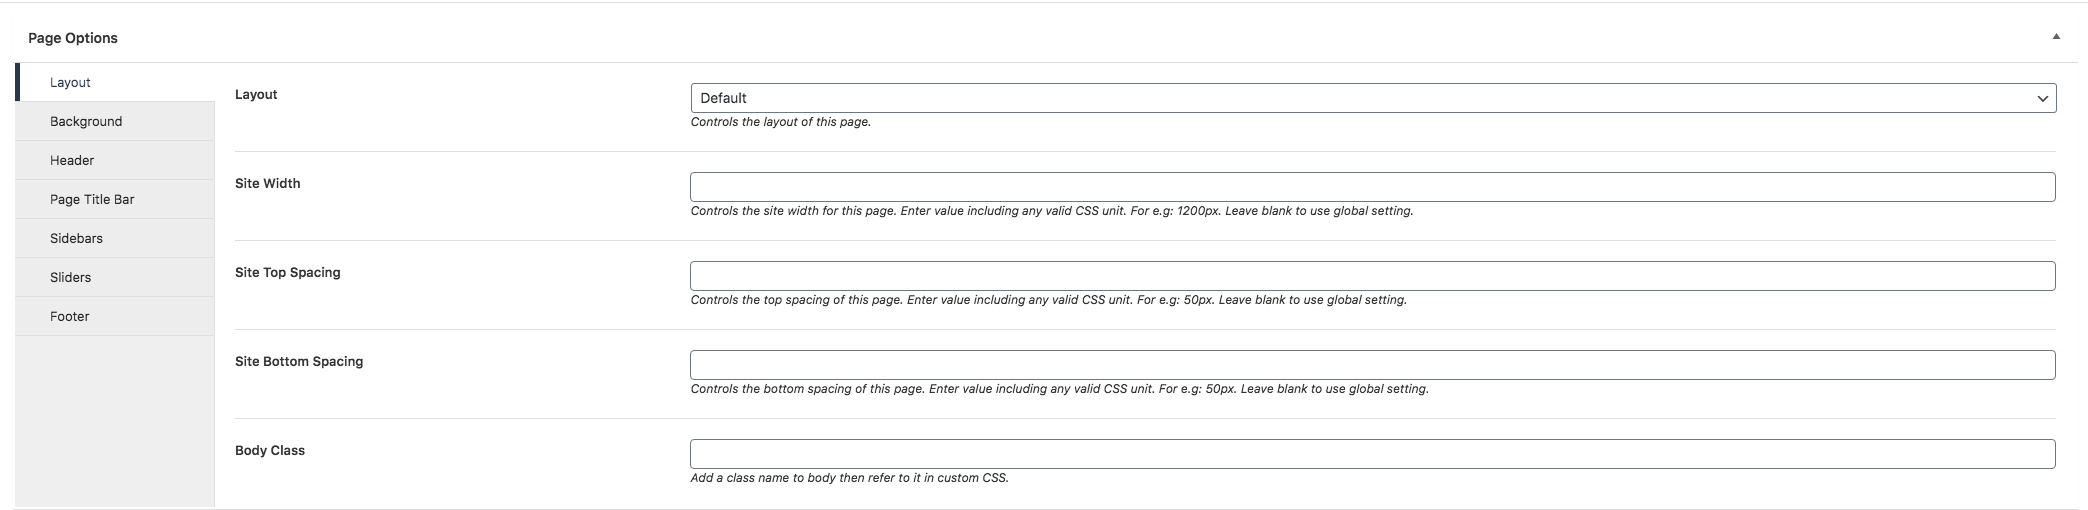 Page Options
Layout
Background
Header
Page Title Bar
Sidebars
Sliders
Footer
Layout
Default
Controls the layout of this page.
Site Width
Controls the site width for this page. Enter value including any valid CSS unit. For e.g: 1200px. Leave blank to use global setting.
Site Top Spacing
Controls the top spacing of this page. Enter value including any valid CSS unit. For e.g: 50px. Leave blank to use global setting.
Site Bottom Spacing
Controls the bottom spacing of this page. Enter value including any valid CSS unit. For e.g: 50px. Leave blank to use global setting.
Body Class
Add a class name to body then refer to it in custom CSS.